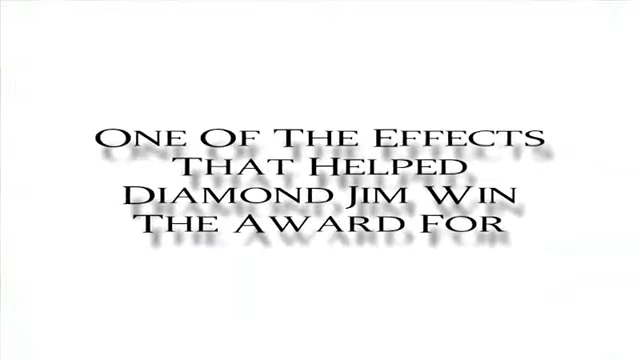 One Of The Effects
That Helped
Diamond Jim Win
The Award For